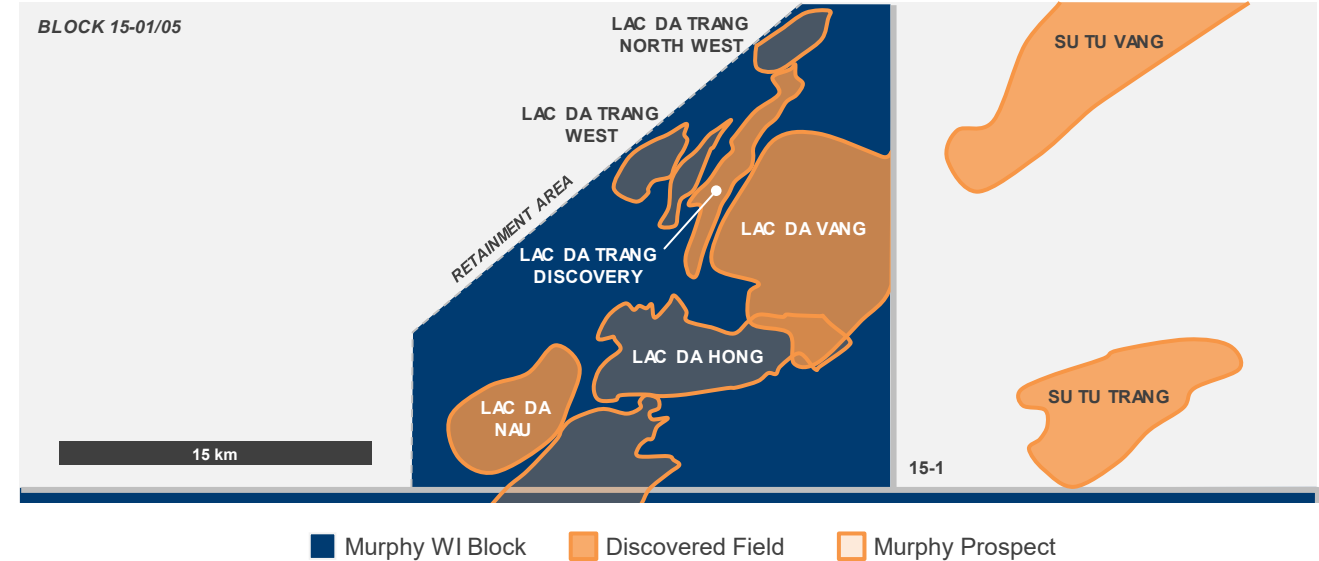 BLOCK 15-01/05
LAC DA TRANG
NORTH WEST
SU TU VANG
LAC DA TRANG
WEST
RETAINMENT AREA
LAC DA VANG
LAC DA TRANG
DISCOVERY
LAC DA HONG
LAC DA
NAU
SU TU TRANG
15 km
15-1
Murphy WI Block
Discovered Field
Murphy Prospect